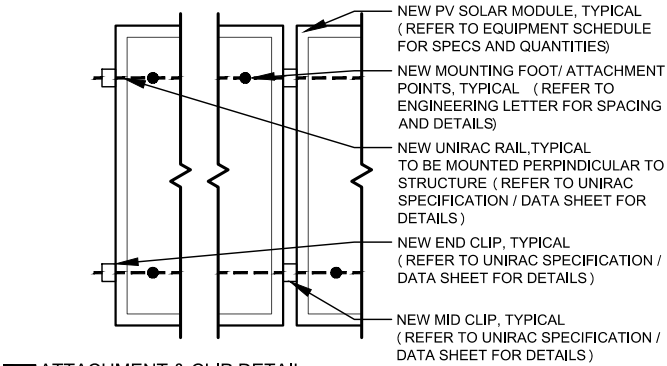 NEW PV SOLAR MODULE, TYPICAL
(REFER TO EQUIPMENT SCHEDULE
FOR SPECS AND QUANTITIES)
NEW MOUNTING FOOT/ ATTACHMENT
POINTS, TYPICAL (REFER TO
ENGINEERING LETTER FOR SPACING
AND DETAILS)
NEW UNIRAC RAIL,TYPICAL
TO BE MOUNTED PERPINDICULAR TO
STRUCTURE (REFER TO UNIRAC
SPECIFICATION / DATA SHEET FOR
DETAILS)
NEW END CLIP, TYPICAL
(REFER TO UNIRAC SPECIFICATION /
DATA SHEET FOR DETAILS)
NEW MID CLIP, TYPICAL
(REFER TO UNIRAC SPECIFICATION /
DATA SHEET FOR DETAILS)
ATTACHMENT & CLIP DETAIL